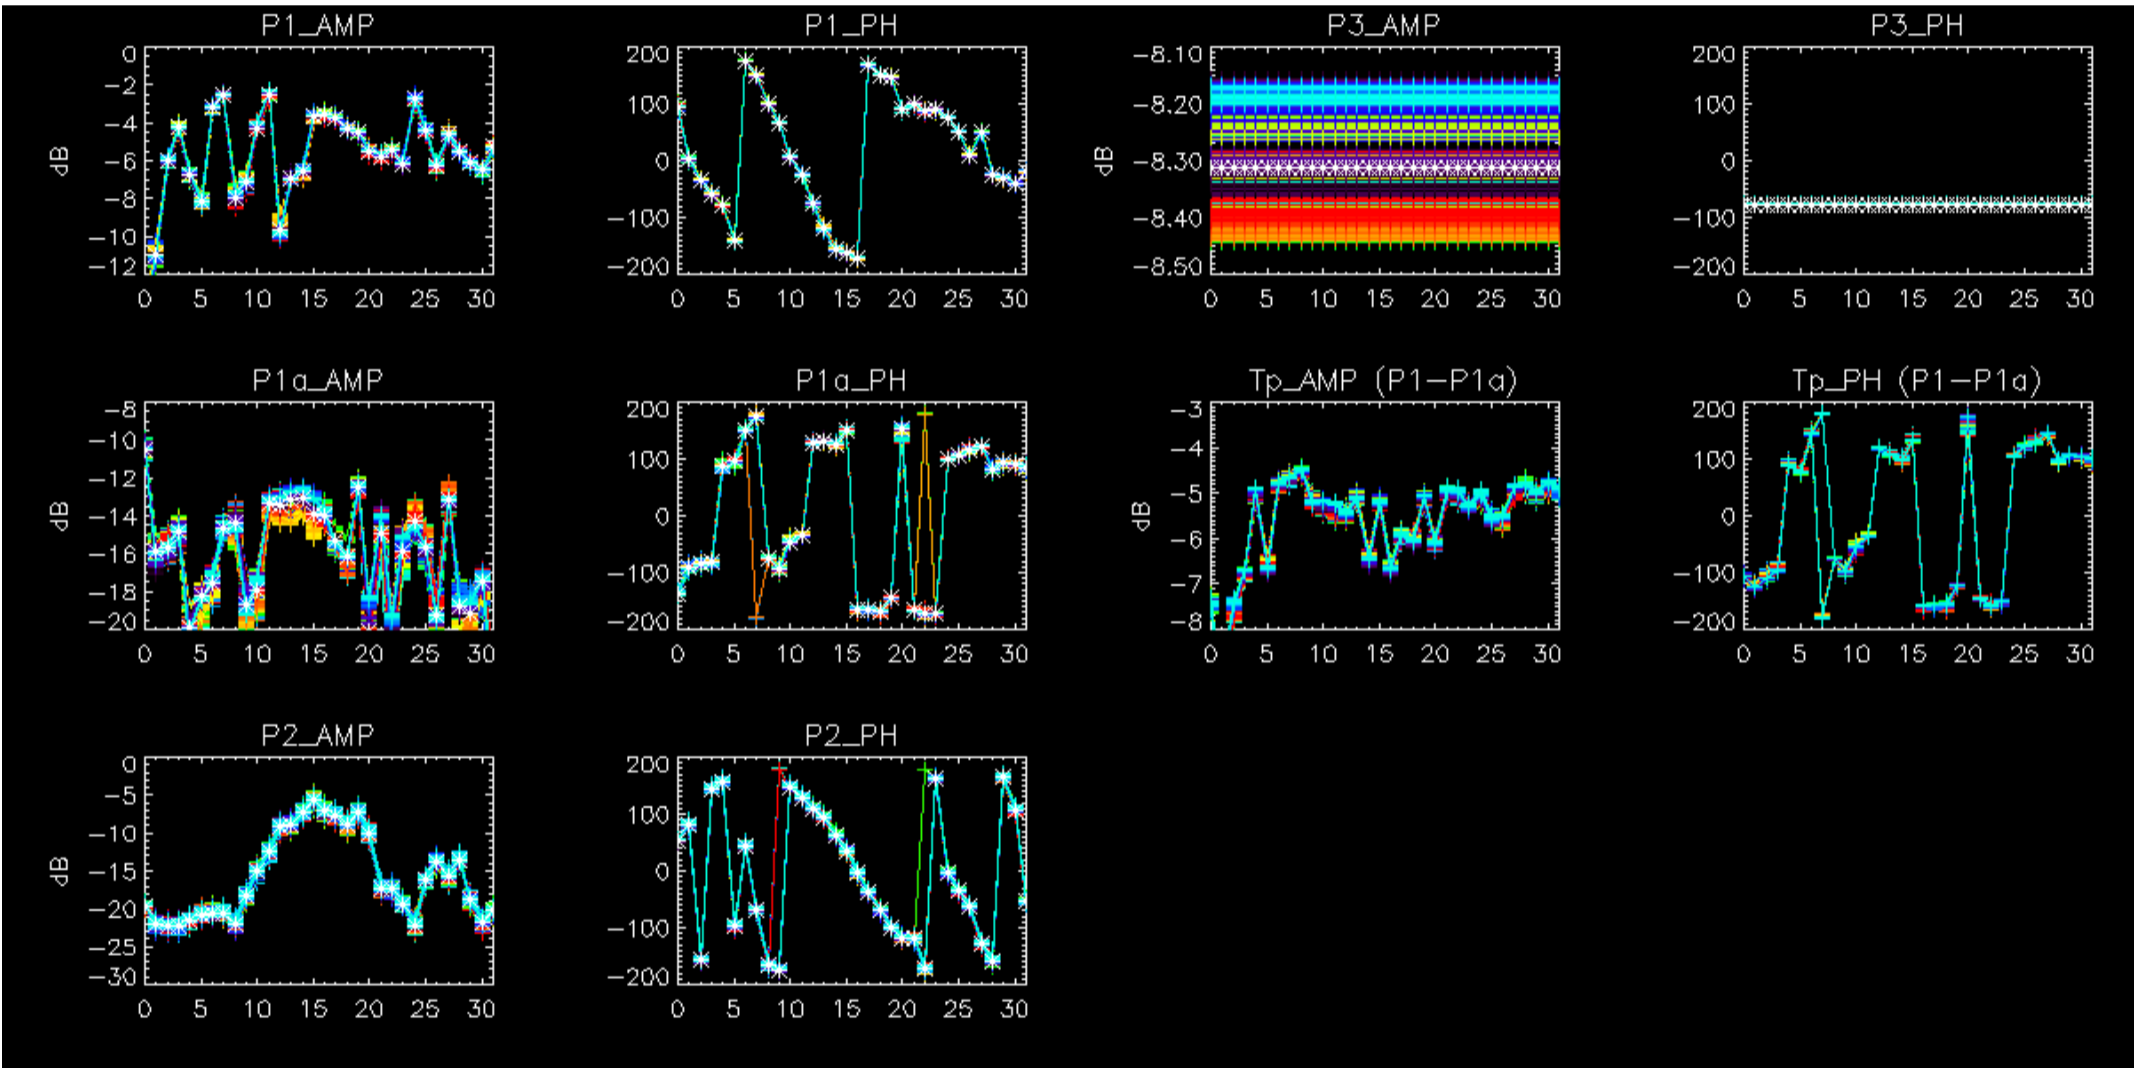 P1_AMP
0
−2
−4
−6
−8
−10
−12
dB
0 5 10 15 20 25 30
P1_PH
200
100
0
−100
−200
0 5 10 15 20 25 30
P3_AMP
−8.10
−8.20
−8.30
−8.40
−8.50
dB
0 5 10 15 20 25 30
P3_PH
200
100
0
−100
−200
0 5 10 15 20 25 30
P1a_AMP
−8
−10
−12
−14
−16
−18
−20
dB
0 5 10 15 20 25 30
P1a_PH
200
100
0
−100
−200
0 5 10 15 20 25 30
Tp_AMP (P1−P1a)
−3
−4
−5
−6
−7
−8
dB
0 5 10 15 20 25 30
Tp_PH (P1−P1a)
200
100
0
−100
−200
0 5 10 15 20 25 30
P2_AMP
0
−5
−10
−15
−20
−25
−30
dB
0 5 10 15 20 25 30
P2_PH
200
100
0
−100
−200
0 5 10 15 20 25 30